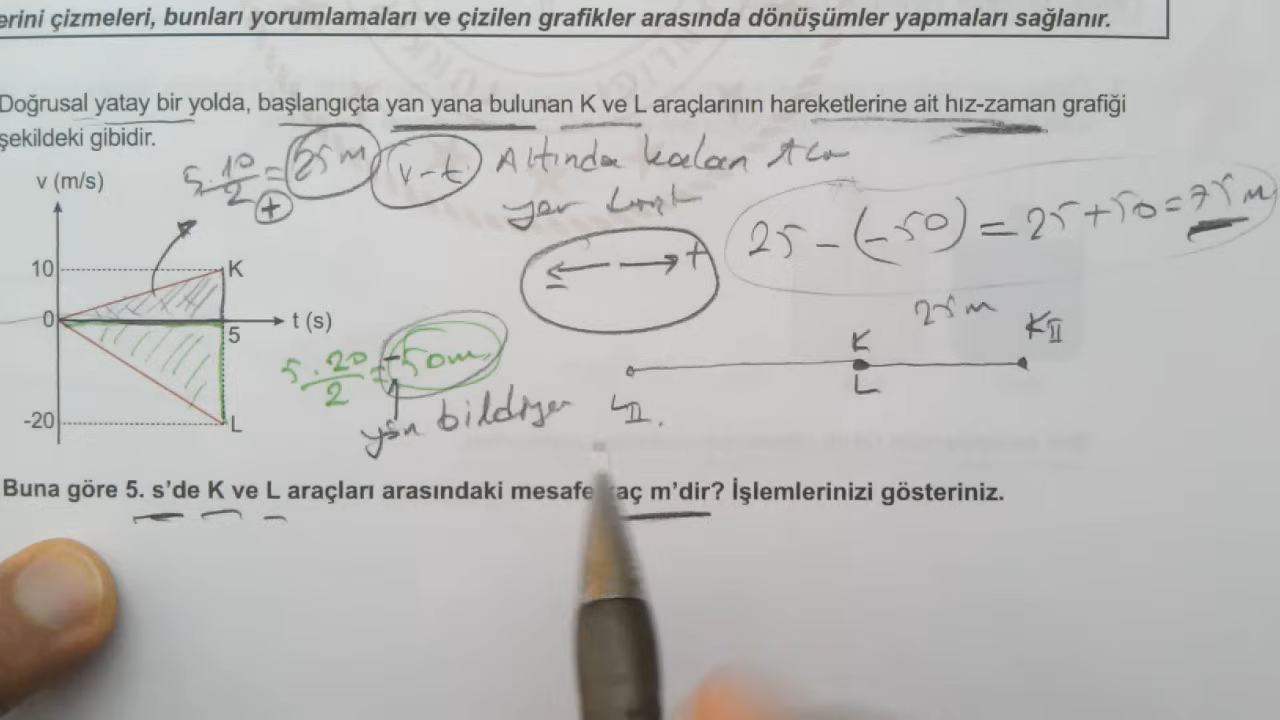 erini çizmeleri, bunları yorumlamaları ve çizilen grafikler arasında dönüşümler yapmaları sağlanır.
Doğrusal yatay bir yolda, başlangıçta yan yana bulunan K ve L araçlarının hareketlerine ait hız-zaman grafiği
şekildeki gibidir.
v (m/s)
5.10/2 = 25 m
+
v-t
Altında kalan Alan
yer
- +
25-(-50)=25+50=75 m
10
K
0
5
t (s)
-20
L
5.20/2 = -50m
yön bildiriyor
25 m
K
L
KII
LII.
Buna göre 5. s'de K ve L araçları arasındaki mesafe kaç m'dir? İşlemlerinizi gösteriniz.